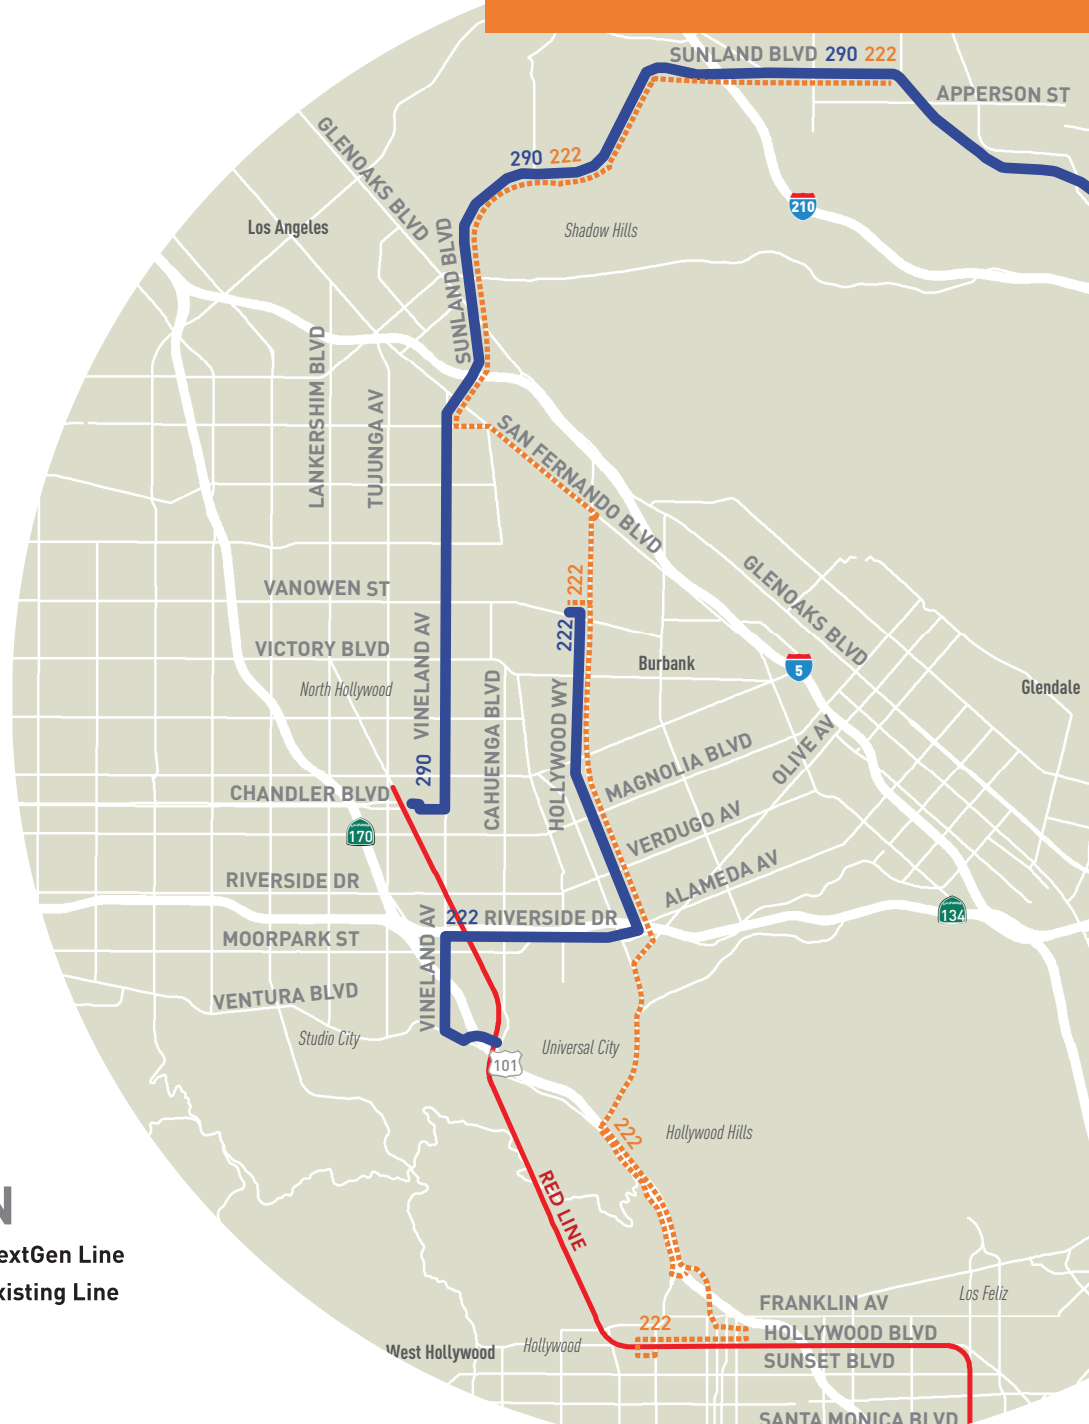 SUNLAND BLVD 290 222
APPERSON ST
GLENOAKS BLVD
290 222
210
Los Angeles
Shadow Hills
SUNLAND BLVD
LANKERSHIM BLVD
TUJUNGA AV
SAN FERNANDO BLVD
GLENOAKS BLVD
VANOWEN ST
222
222
VICTORY BLVD
VINELAND AV
Burbank
5
Glendale
North Hollywood
CAHUENGA BLVD
HOLLYWOOD WY
MAGNOLIA BLVD
OLIVE AV
290
CHANDLER BLVD
170
VERDUGO AV
ALAMEDA AV
RIVERSIDE DR
222 RIVERSIDE DR
134
MOORPARK ST
VINELAND AV
VENTURA BLVD
Studio City
Universal City
101
222
Hollywood Hills
RED LINE
N
extGen Line
xisting Line
Los Feliz
FRANKLIN AV
222
HOLLYWOOD BLVD
West Hollywood
Hollywood
SUNSET BLVD
SANTA MONICA BLVD